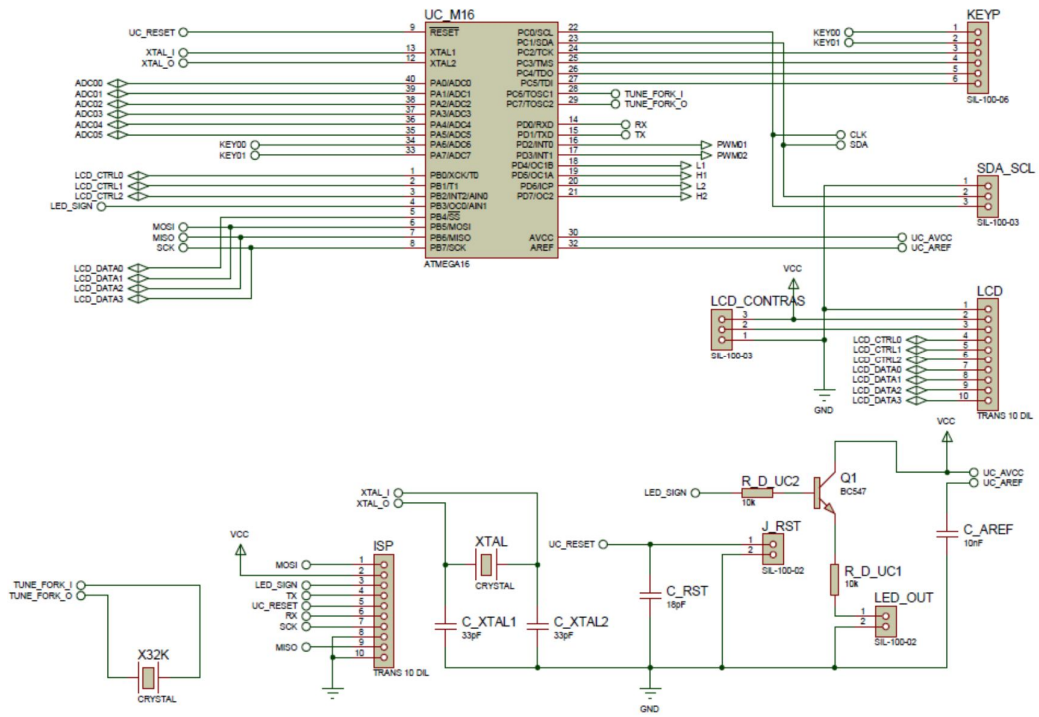 UC_M16
UC_RESET 9 RESET PC0/SCL 22
PC1/SDA 23
XTAL_I 13 XTAL1 PC2/TCK 24
XTAL_O 12 XTAL2 PC3/TMS 25
PC4/TDO 26
ADC00 40 PA0/ADC0 PC5/TDI 27
ADC01 39 PA1/ADC1 PC6/TOSC1 28 TUNE_FORK_I
ADC02 38 PA2/ADC2 PC7/TOSC2 29 TUNE_FORK_O
ADC03 37 PA3/ADC3
ADC04 36 PA4/ADC4 PD0/RXD 14 RX
ADC05 35 PA5/ADC5 PD1/TXD 15 TX
KEY00 34 PA6/ADC6 PD2/INT0 16 PWM01
KEY01 33 PA7/ADC7 PD3/INT1 17 PWM02
PD4/OC1B 18 L1
LCD_CTRL0 1 PB0/XCK/T0 PD5/OC1A 19 H1
LCD_CTRL1 2 PB1/T1 PD6/ICP 20 L2
LCD_CTRL2 3 PB2/INT2/AIN0 PD7/OC2 21 H2
LED_SIGN 4 PB3/OC0/AIN1
5 PB4/SS
MOSI 6 PB5/MOSI
MISO 7 PB6/MISO AVCC 30 UC_AVCC
SCK 8 PB7/SCK AREF 32 UC_AREF
ATMEGA16
LCD_DATA0
LCD_DATA1
LCD_DATA2
LCD_DATA3
KEYP
KEY00 1
KEY01 2
3
4
5
6
SIL-100-06
CLK
SDA
SDA_SCL
1
2
3
SIL-100-03
VCC
LCD_CONTRAS
3
2
1
SIL-100-03
GND
LCD
1
2
3
LCD_CTRL0 4
LCD_CTRL1 5
LCD_CTRL2 6
LCD_DATA0 7
LCD_DATA1 8
LCD_DATA2 9
LCD_DATA3 10
TRANS 10 DIL
TUNE_FORK_I
TUNE_FORK_O
X32K
CRYSTAL
VCC
ISP
MOSI 1
2
LED_SIGN 3
TX 4
UC_RESET 5
RX 6
SCK 7
8
MISO 9
10
TRANS 10 DIL
XTAL_I
XTAL_O
XTAL
CRYSTAL
C_XTAL1
33pF
C_XTAL2
33pF
UC_RESET
C_RST
18pF
J_RST
1
2
SIL-100-02
GND
LED_SIGN
R_D_UC2
10k
Q1
BC547
R_D_UC1
10k
LED_OUT
1
2
SIL-100-02
VCC
UC_AVCC
UC_AREF
C_AREF
10nF